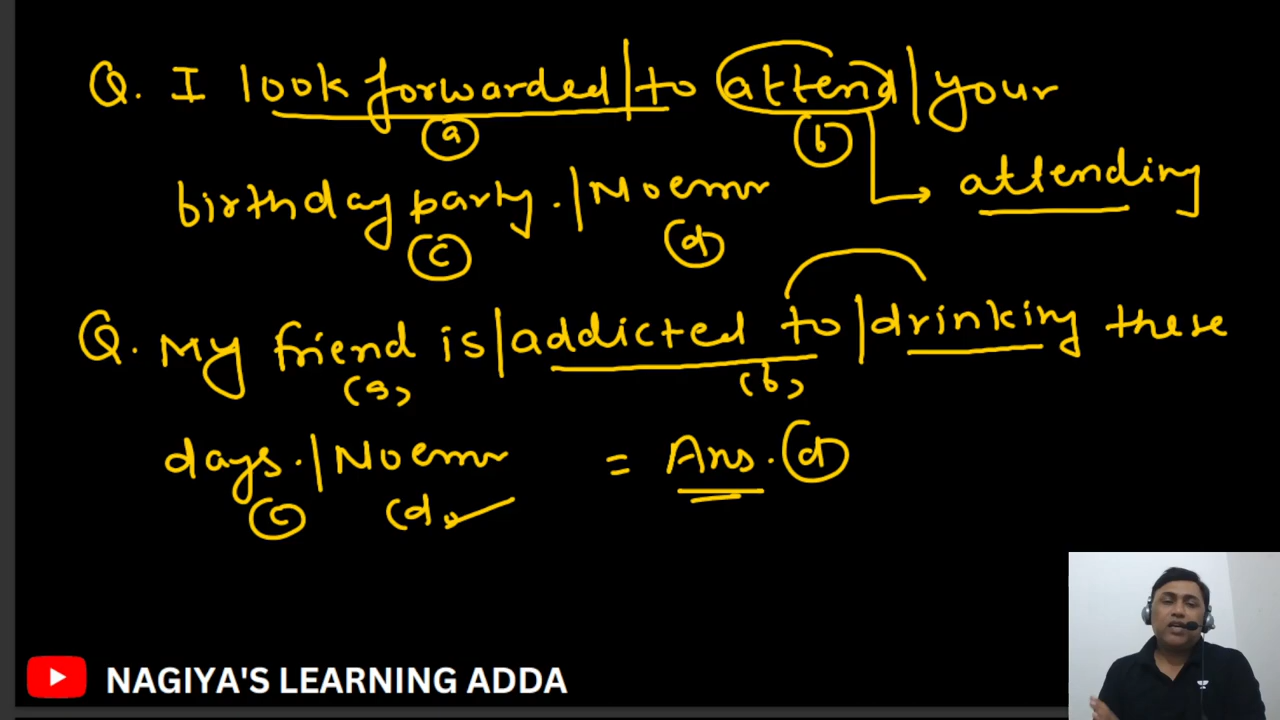 Q. I look forwarded | to attend | your
(a) (b)
attending
birthday party. | No error
(c) (d)
Q. My friend is | addicted to | drinking these
(a) (b)
days. | No error = Ans. (d)
(c) (d)
NAGIYA'S LEARNING ADDA